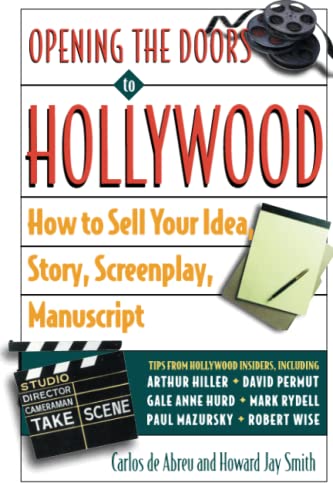 OPENING THE DOORS
to
HOLLYWOOD
How to Sell Your Idea,
Story, Screenplay,
Manuscript
TIPS FROM HOLLYWOOD INSIDERS, INCLUDING
ARTHUR HILLER ✦ DAVID PERMUT
GALE ANNE HURD ✦ MARK RYDELL
PAUL MAZURSKY ✦ ROBERT WISE
STUDIO
DIRECTOR
CAMERAMAN
TAKE SCENE
Carlos de Abreu and Howard Jay Smith